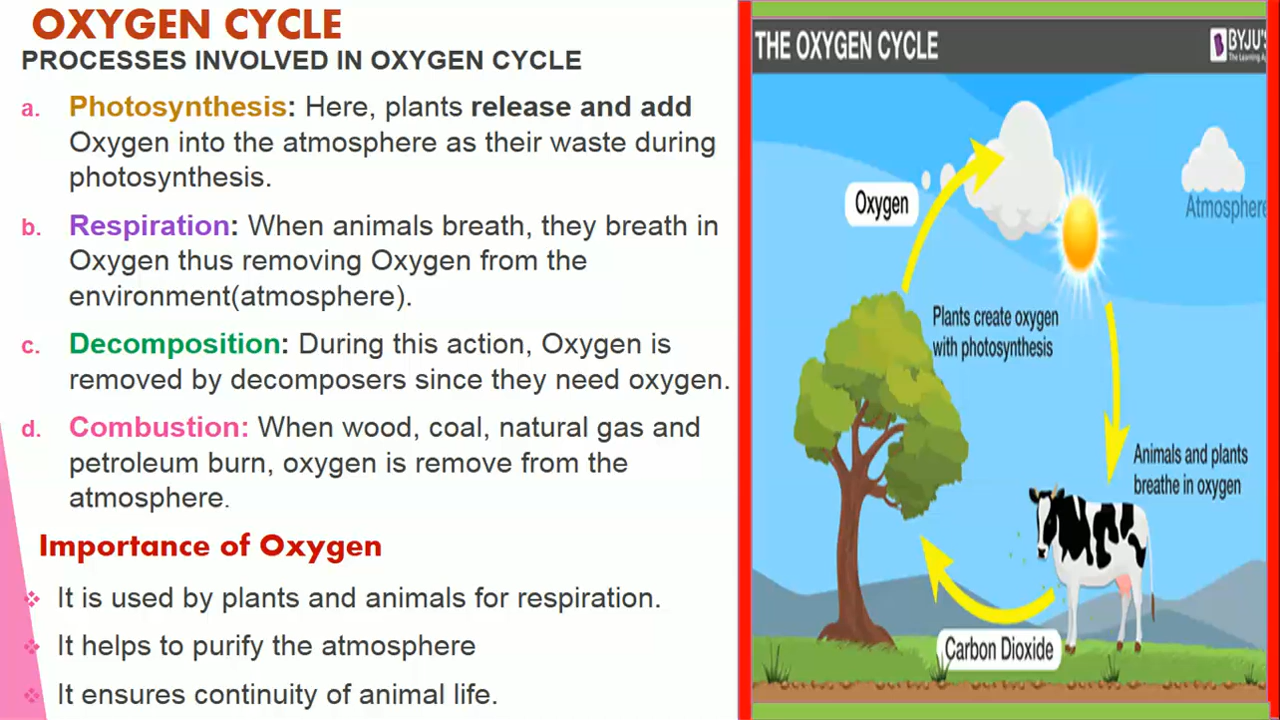 OXYGEN CYCLE
PROCESSES INVOLVED IN OXYGEN CYCLE
a. Photosynthesis: Here, plants release and add
Oxygen into the atmosphere as their waste during
photosynthesis.
b. Respiration: When animals breath, they breath in
Oxygen thus removing Oxygen from the
environment(atmosphere).
c. Decomposition: During this action, Oxygen is
removed by decomposers since they need oxygen.
d. Combustion: When wood, coal, natural gas and
petroleum burn, oxygen is remove from the
atmosphere.
Importance of Oxygen
It is used by plants and animals for respiration.
It helps to purify the atmosphere
It ensures continuity of animal life.
THE OXYGEN CYCLE
BYJU'S
The Learning
Oxygen
Atmosphere
Plants create oxygen
with photosynthesis
Animals and plants
breathe in oxygen
Carbon Dioxide